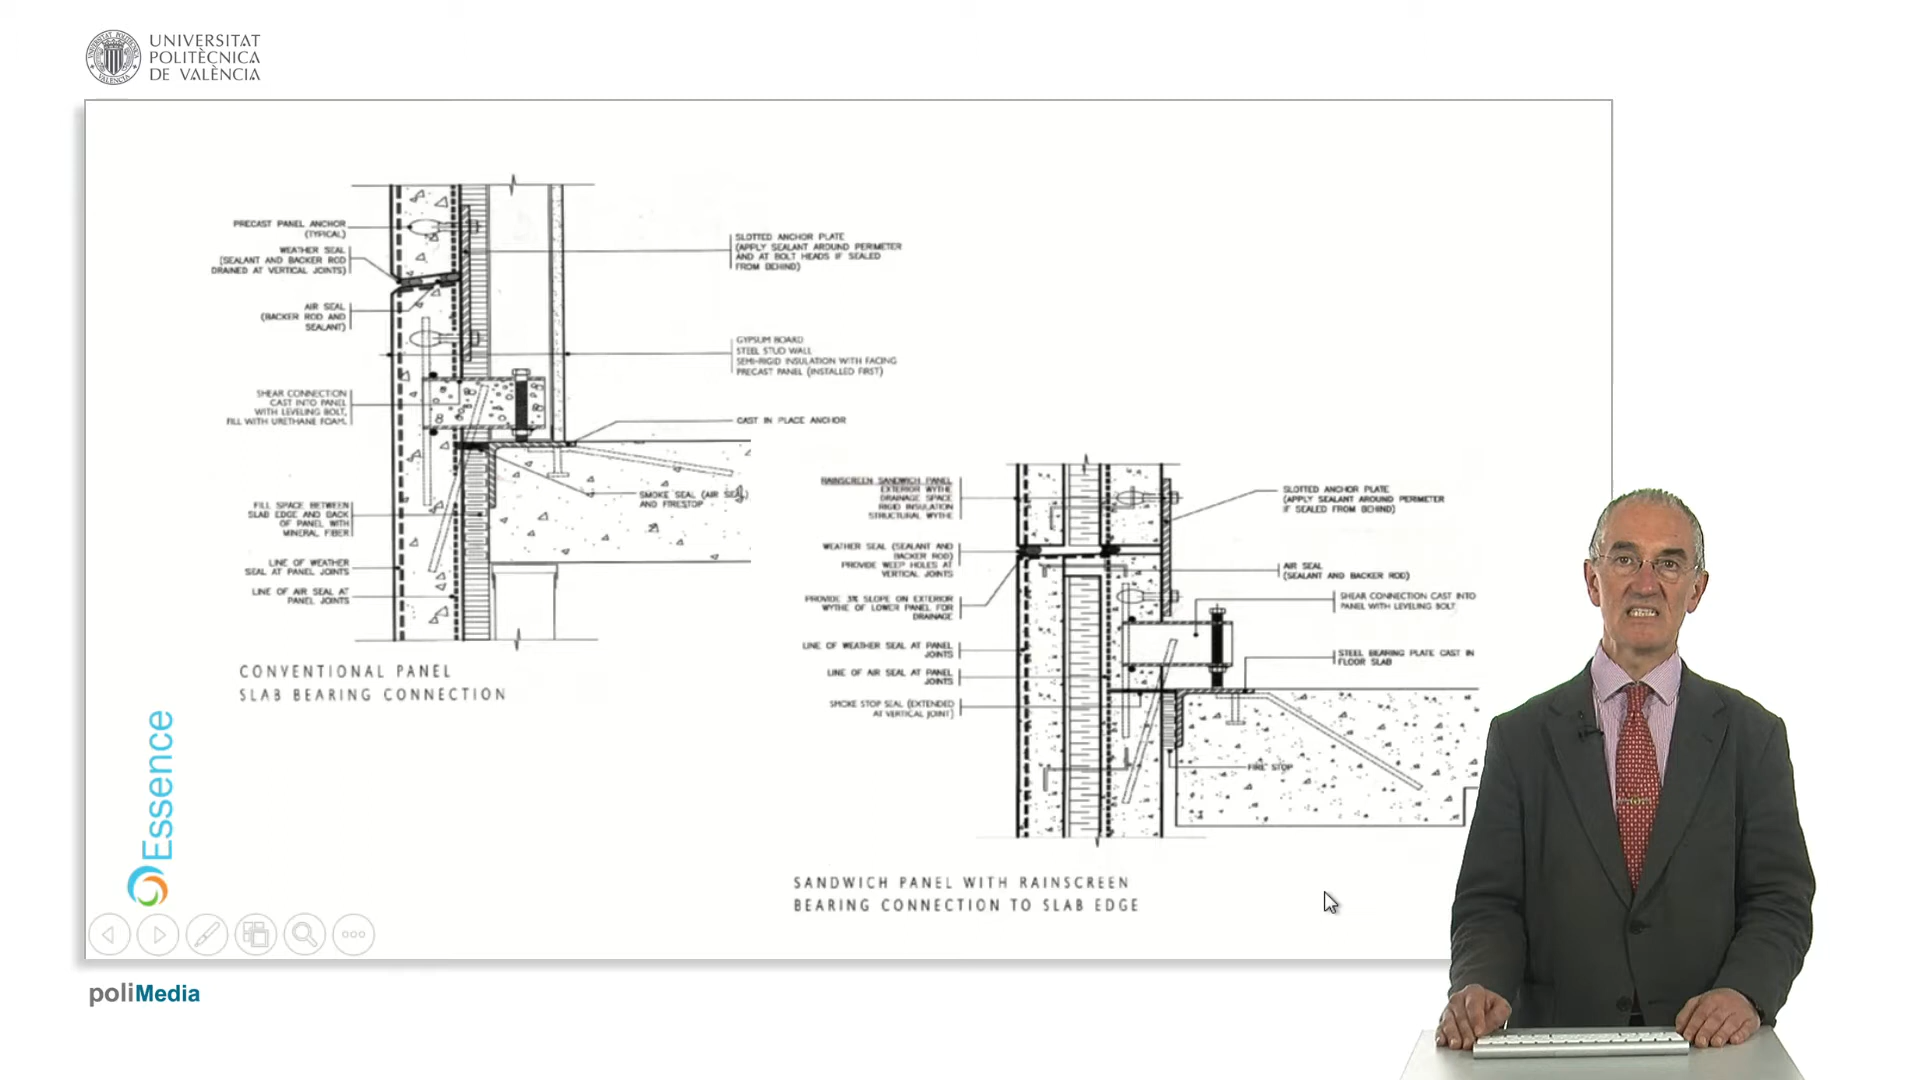 UNIVERSITAT
POLITÈCNICA
DE VALÈNCIA
PRECAST PANEL ANCHOR
(TYPICAL)
WEATHER SEAL
(SEALANT AND BACKER ROD
DRAINED AT VERTICAL JOINTS)
AIR SEAL
(BACKER ROD AND
SEALANT)
SHEAR CONNECTION
CAST INTO PANEL
WITH LEVELING BOLT,
FILL WITH URETHANE FOAM.
FILL SPACE BETWEEN
SLAB EDGE AND BACK
OF PANEL WITH
MINERAL FIBER
LINE OF WEATHER
SEAL AT PANEL JOINTS
LINE OF AIR SEAL AT
PANEL JOINTS
SLOTTED ANCHOR PLATE
(APPLY SEALANT AROUND PERIMETER
AND AT BOLT HEADS IF SEALED
FROM BEHIND)
GYPSUM BOARD
STEEL STUD WALL
SEMI-RIGID INSULATION WITH FACING
PRECAST PANEL (INSTALLED FIRST)
CAST IN PLACE ANCHOR
SMOKE SEAL (AIR SEAL)
AND FIRESTOP
CONVENTIONAL PANEL
SLAB BEARING CONNECTION
RAINSCREEN SANDWICH PANEL
EXTERIOR WYTHE
DRAINAGE SPACE
RIGID INSULATION
STRUCTURAL WYTHE
WEATHER SEAL (SEALANT AND
BACKER ROD)
PROVIDE WEEP HOLES AT
VERTICAL JOINTS
PROVIDE 3% SLOPE ON EXTERIOR
WYTHE OF LOWER PANEL FOR
DRAINAGE
LINE OF WEATHER SEAL AT PANEL
JOINTS
LINE OF AIR SEAL AT PANEL
JOINTS
SMOKE STOP SEAL (EXTENDED
AT VERTICAL JOINT)
SLOTTED ANCHOR PLATE
(APPLY SEALANT AROUND PERIMETER
IF SEALED FROM BEHIND)
AIR SEAL
(SEALANT AND BACKER ROD)
SHEAR CONNECTION CAST INTO
PANEL WITH LEVELING BOLT
STEEL BEARING PLATE CAST IN
FLOOR SLAB
FIRE STOP
SANDWICH PANEL WITH RAINSCREEN
BEARING CONNECTION TO SLAB EDGE
Essence
poliMedia